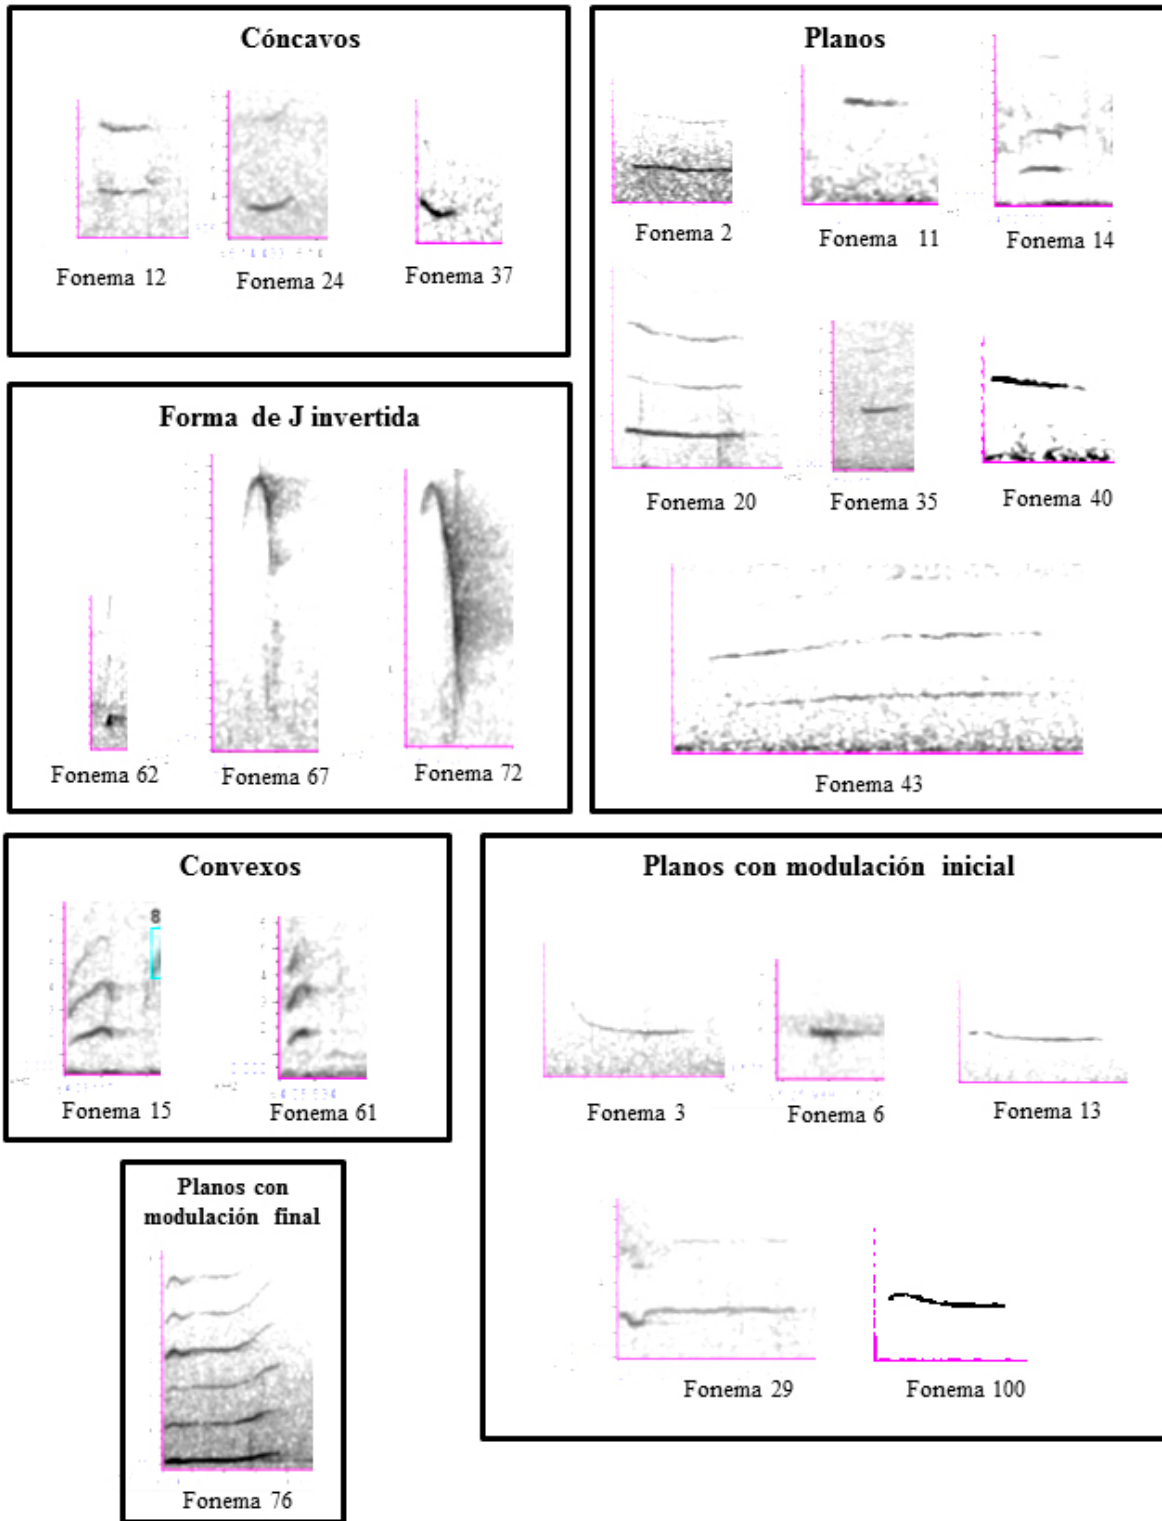 Cóncavos
Fonema 12
Fonema 24
Fonema 37
Planos
Fonema 2
Fonema 11
Fonema 14
Fonema 20
Fonema 35
Fonema 40
Fonema 43
Forma de J invertida
Fonema 62
Fonema 67
Fonema 72
Convexos
8
Fonema 15
Fonema 61
Planos con modulación inicial
Fonema 3
Fonema 6
Fonema 13
Fonema 29
Fonema 100
Planos con
modulación final
Fonema 76